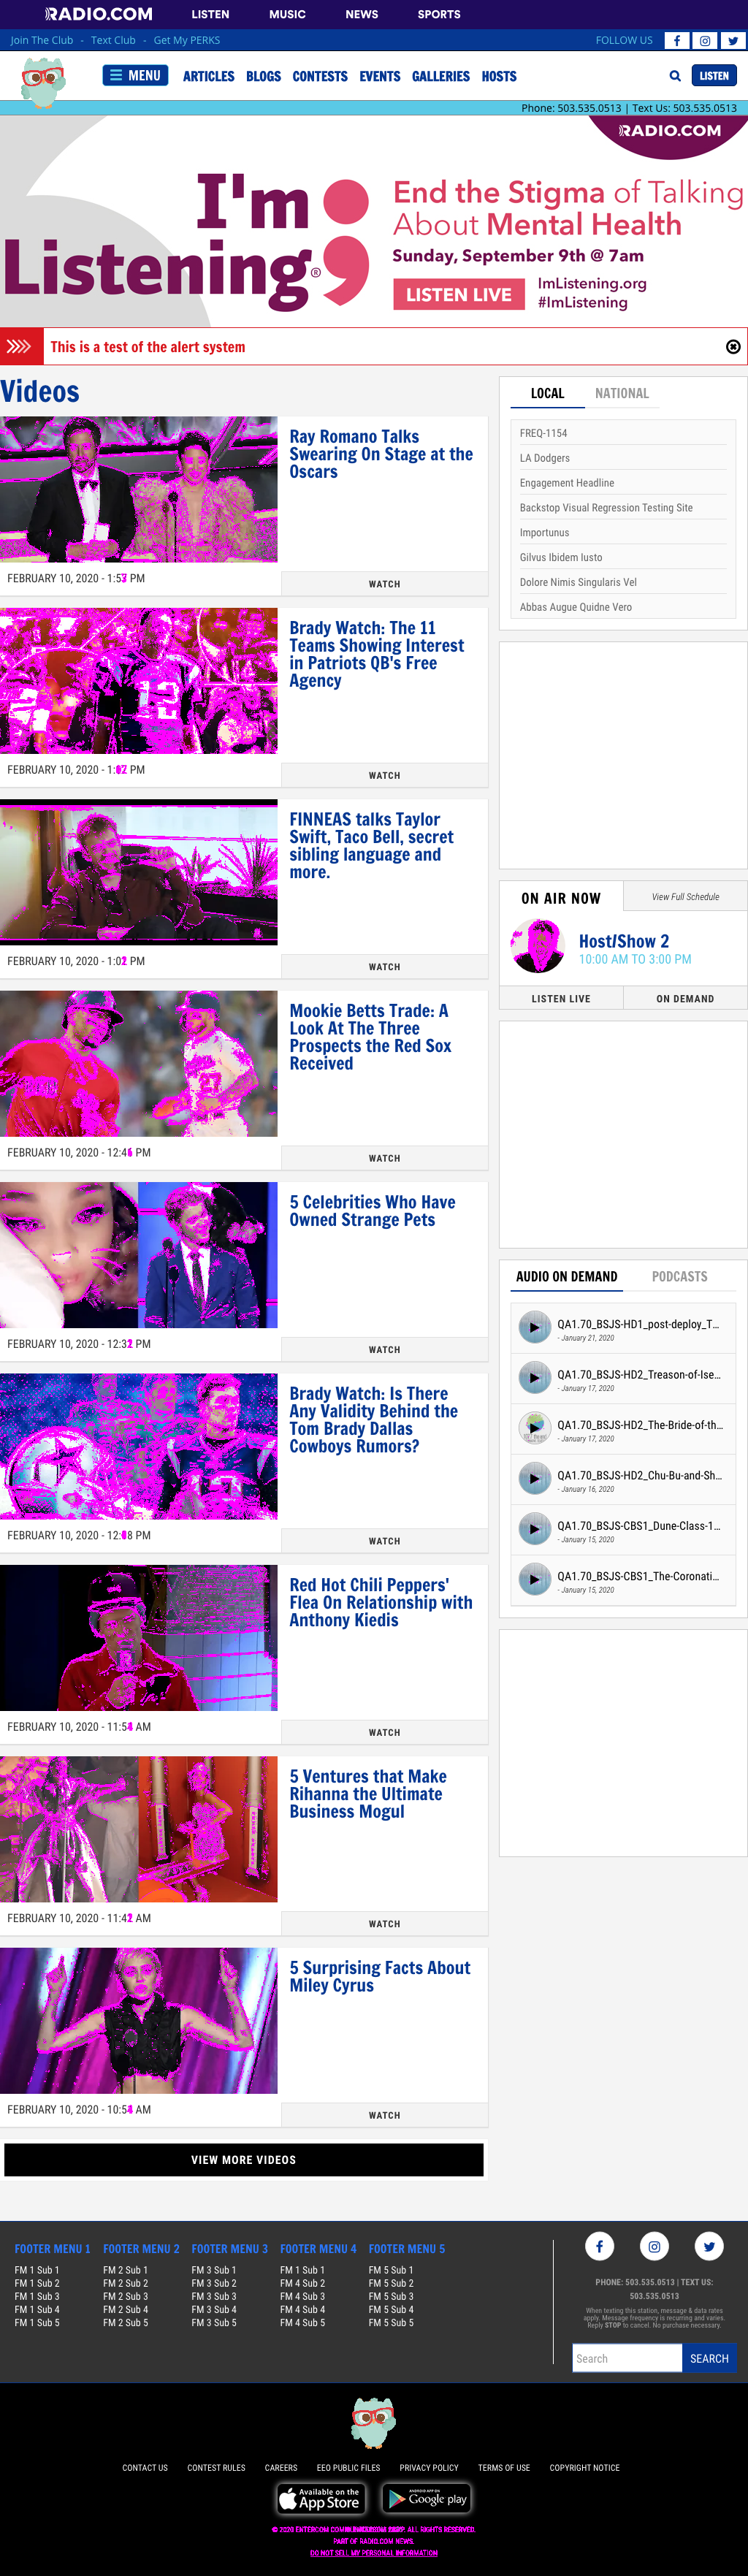 RADIO.COM LISTEN MUSIC NEWS SPORTS
Join The Club - Text Club - Get My PERKS FOLLOW US
MENU ARTICLES BLOGS CONTESTS EVENTS GALLERIES HOSTS LISTEN
Phone: 503.535.0513 | Text Us: 503.535.0513
RADIO.COM
I'm
Listening®
End the Stigma of Talking
About Mental Health
Sunday, September 9th @ 7am
LISTEN LIVE
ImListening.org
#ImListening
This is a test of the alert system
Videos
Ray Romano Talks
Swearing On Stage at the
Oscars
FEBRUARY 10, 2020 - PM
WATCH
Brady Watch: The 11
Teams Showing Interest
in Patriots QB's Free
Agency
FEBRUARY 10, 2020 - PM
WATCH
FINNEAS talks Taylor
Swift, Taco Bell, secret
sibling language and
more.
FEBRUARY 10, 2020 - PM
WATCH
Mookie Betts Trade: A
Look At The Three
Prospects the Red Sox
Received
FEBRUARY 10, 2020 - PM
WATCH
5 Celebrities Who Have
Owned Strange Pets
FEBRUARY 10, 2020 - PM
WATCH
Brady Watch: Is There
Any Validity Behind the
Tom Brady Dallas
Cowboys Rumors?
FEBRUARY 10, 2020 - PM
WATCH
Red Hot Chili Peppers'
Flea On Relationship with
Anthony Kiedis
FEBRUARY 10, 2020 - AM
WATCH
5 Ventures that Make
Rihanna the Ultimate
Business Mogul
FEBRUARY 10, 2020 - AM
WATCH
5 Surprising Facts About
Miley Cyrus
FEBRUARY 10, 2020 - AM
WATCH
VIEW MORE VIDEOS
LOCAL NATIONAL
FREQ-1154
LA Dodgers
Engagement Headline
Backstop Visual Regression Testing Site
Importunus
Gilvus Ibidem Iusto
Dolore Nimis Singularis Vel
Abbas Augue Quidne Vero
ON AIR NOW View Full Schedule
Host/Show 2
10:00 AM TO 3:00 PM
LISTEN LIVE ON DEMAND
AUDIO ON DEMAND PODCASTS
QA1.70_BSJS-HD1_post-deploy_T...
- January 21, 2020
QA1.70_BSJS-HD2_Treason-of-Ise...
- January 17, 2020
QA1.70_BSJS-HD2_The-Bride-of-th...
- January 17, 2020
QA1.70_BSJS-HD2_Chu-Bu-and-Sh...
- January 16, 2020
QA1.70_BSJS-CBS1_Dune-Class-1...
- January 15, 2020
QA1.70_BSJS-CBS1_The-Coronati...
- January 15, 2020
FOOTER MENU 1 FOOTER MENU 2 FOOTER MENU 3 FOOTER MENU 4 FOOTER MENU 5
FM 1 Sub 1 FM 2 Sub 1 FM 3 Sub 1 FM 1 Sub 1 FM 5 Sub 1
FM 1 Sub 2 FM 2 Sub 2 FM 3 Sub 2 FM 4 Sub 2 FM 5 Sub 2
FM 1 Sub 3 FM 2 Sub 3 FM 3 Sub 3 FM 4 Sub 3 FM 5 Sub 3
FM 1 Sub 4 FM 2 Sub 4 FM 3 Sub 4 FM 4 Sub 4 FM 5 Sub 4
FM 1 Sub 5 FM 2 Sub 5 FM 3 Sub 5 FM 4 Sub 5 FM 5 Sub 5
PHONE: 503.535.0513 | TEXT US:
503.535.0513
When texting this station, message & data rates
apply. Message frequency is recurring and varies.
Reply STOP to cancel. No purchase necessary.
Search SEARCH
CONTACT US CONTEST RULES CAREERS EEO PUBLIC FILES PRIVACY POLICY TERMS OF USE COPYRIGHT NOTICE
Available on the
App Store
ANDROID APP ON
Google play
© 2020 ENTERCOM ALL RIGHTS RESERVED.
PART OF RADIO.COM NEWS.
DO NOT SELL MY PERSONAL INFORMATION